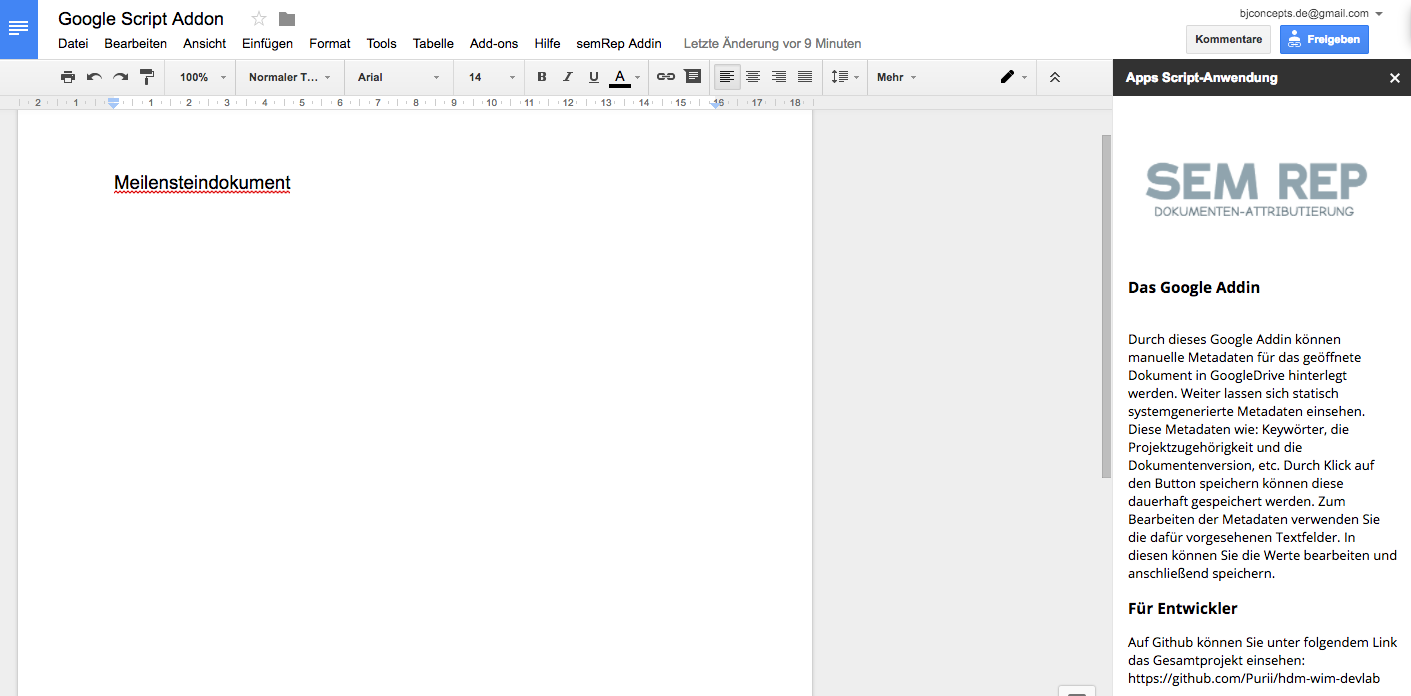 Google Script Addon
bjconcepts.de@gmail.com
Datei Bearbeiten Ansicht Einfügen Format Tools Tabelle Add-ons Hilfe semRep Addin Letzte Änderung vor 9 Minuten
Kommentare Freigeben
100% Normaler T... Arial 14 B I U A Mehr
2 1 1 2 3 4 5 6 7 8 9 10 11 12 13 14 15 16 17 18
Meilensteindokument
Apps Script-Anwendung
SEM REP
DOKUMENTEN-ATTRIBUTIERUNG
Das Google Addin
Durch dieses Google Addin können
manuelle Metadaten für das geöffnete
Dokument in GoogleDrive hinterlegt
werden. Weiter lassen sich statisch
systemgenerierte Metadaten einsehen.
Diese Metadaten wie: Keywörter, die
Projektzugehörigkeit und die
Dokumentenversion, etc. Durch Klick auf
den Button speichern können diese
dauerhaft gespeichert werden. Zum
Bearbeiten der Metadaten verwenden Sie
die dafür vorgesehenen Textfelder. In
diesen können Sie die Werte bearbeiten und
anschließend speichern.
Für Entwickler
Auf Github können Sie unter folgendem Link
das Gesamtprojekt einsehen:
https://github.com/Purii/hdm-wim-devlab